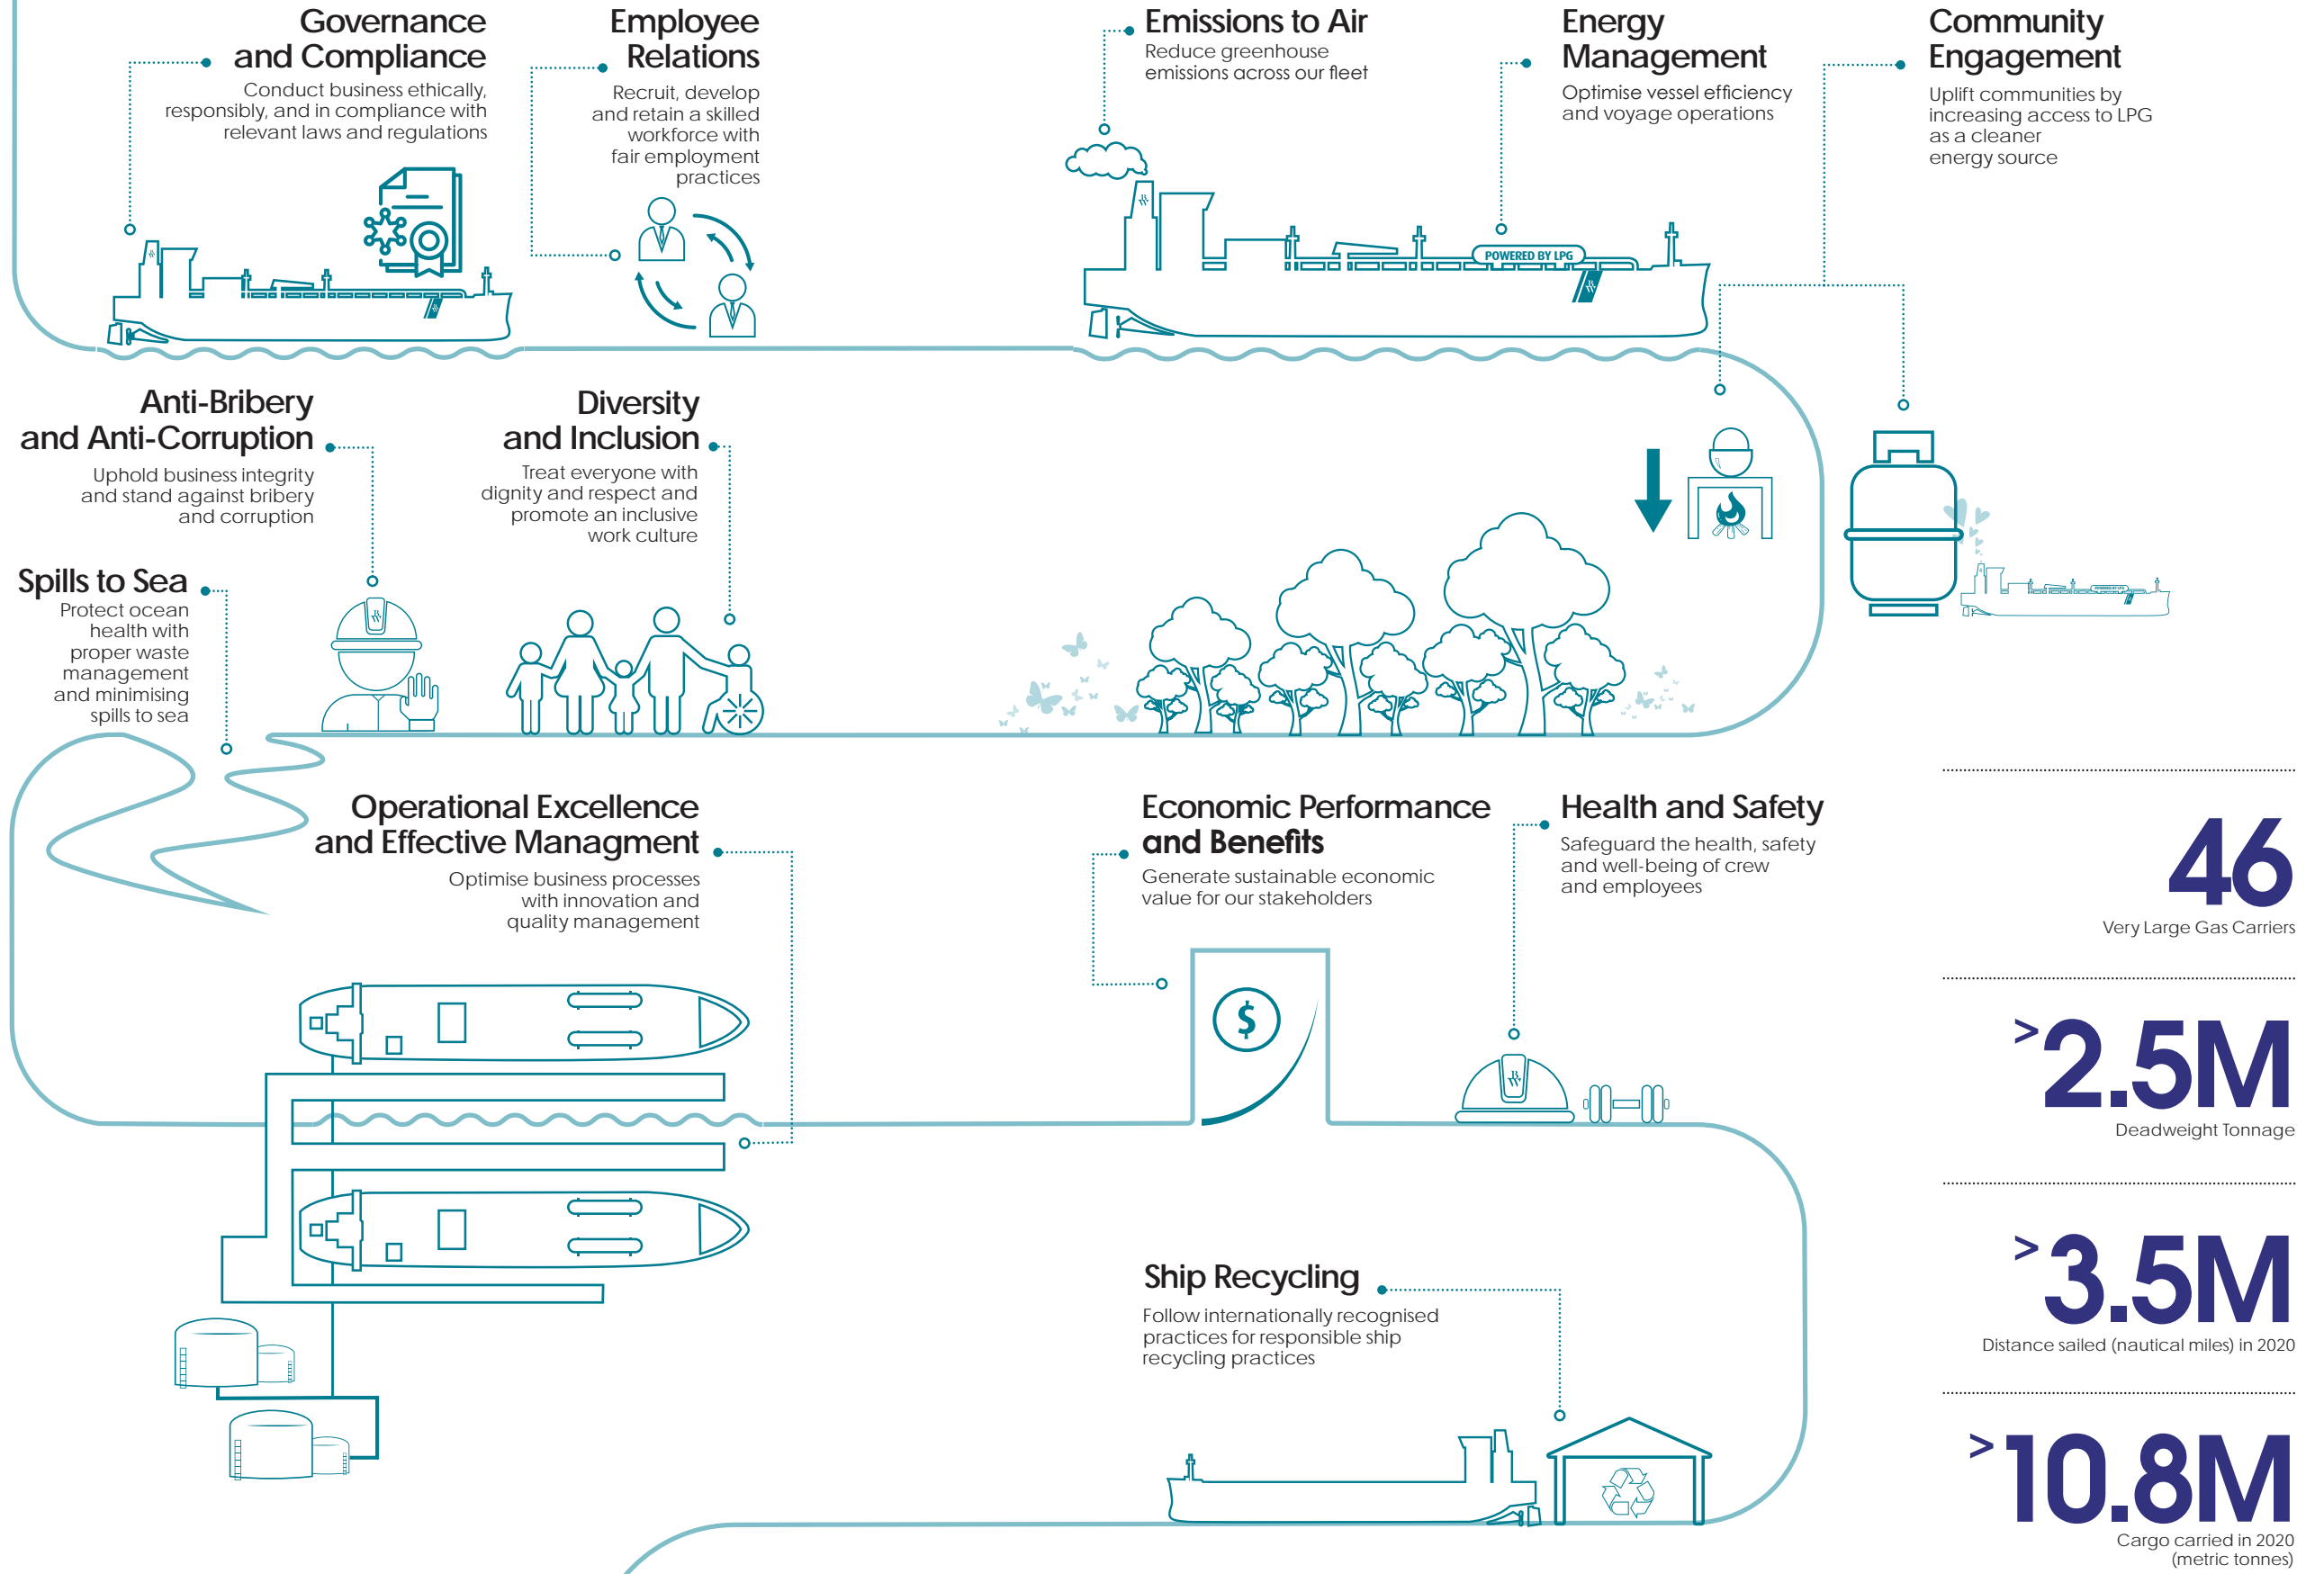 Governance
and Compliance
Conduct business ethically,
responsibly, and in compliance with
relevant laws and regulations
Employee
Relations
Recruit, develop
and retain a skilled
workforce with
fair employment
practices
Emissions to Air
Reduce greenhouse
emissions across our fleet
Energy
Management
Optimise vessel efficiency
and voyage operations
Community
Engagement
Uplift communities by
increasing access to LPG
as a cleaner
energy source
POWERED BY LPG
Anti-Bribery
and Anti-Corruption
Uphold business integrity
and stand against bribery
and corruption
Diversity
and Inclusion
Treat everyone with
dignity and respect and
promote an inclusive
work culture
POWERED BY LPG
Spills to Sea
Protect ocean
health with
proper waste
management
and minimising
spills to sea
BW
Operational Excellence
and Effective Managment
Optimise business processes
with innovation and
quality management
Economic Performance
and Benefits
Generate sustainable economic
value for our stakeholders
$
Health and Safety
Safeguard the health, safety
and well-being of crew
and employees
BW
Ship Recycling
Follow internationally recognised
practices for responsible ship
recycling practices
46
Very Large Gas Carriers
>2.5M
Deadweight Tonnage
>3.5M
Distance sailed (nautical miles) in 2020
>10.8M
Cargo carried in 2020
(metric tonnes)